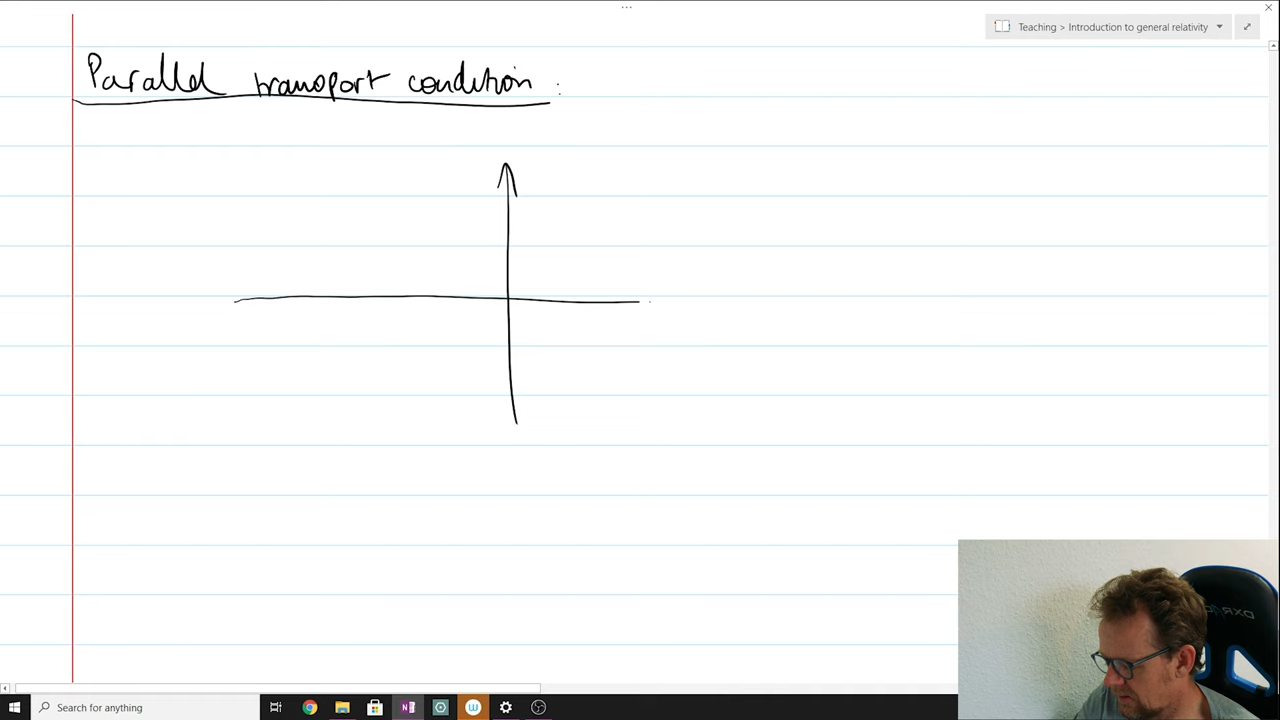 ...
Teaching > Introduction to general relativity
Parallel transport condition :
Search for anything